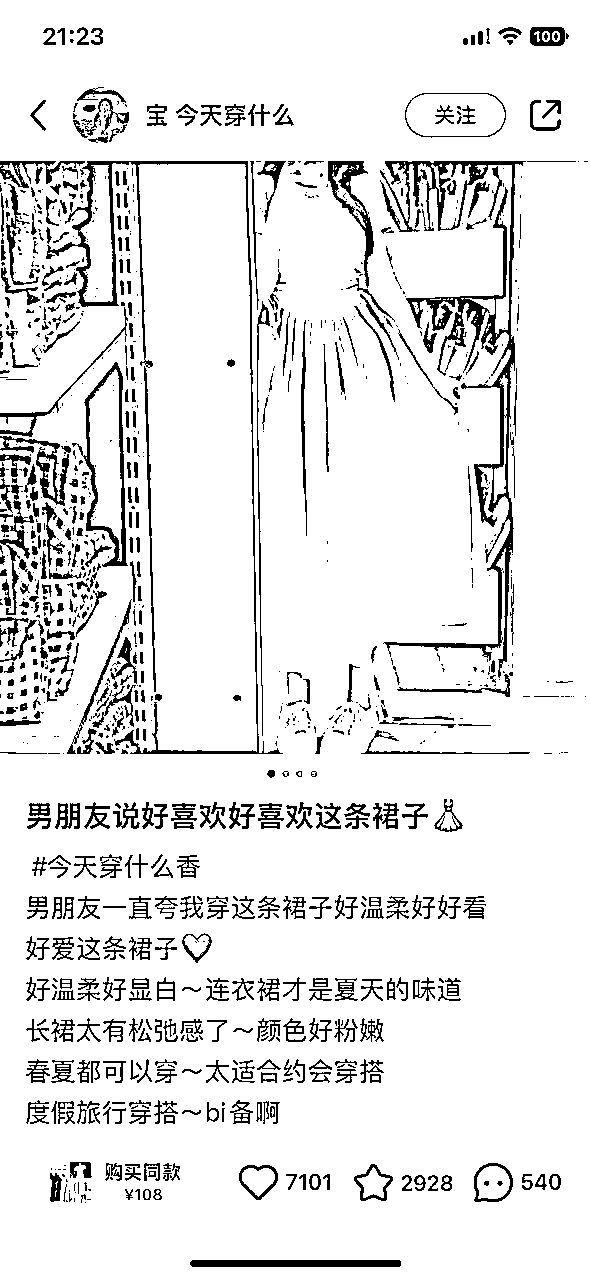 21:23
100
宝 今天穿什么
关注
男朋友说好喜欢好喜欢这条裙子👗
#今天穿什么香
男朋友一直夸我穿这条裙子好温柔好好看
好爱这条裙子♡
好温柔好显白～连衣裙才是夏天的味道
长裙太有松弛感了～颜色好粉嫩
春夏都可以穿～太适合约会穿搭
度假旅行穿搭～bi备啊
购买同款
¥108
7101
2928
540